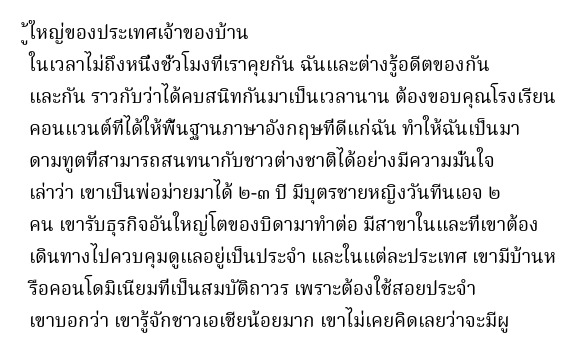 ู้ใหญ่ของประเทศเจ้าของบ้าน
ในเวลาไม่ถึงหนึ่งชั่วโมงที่เราคุยกัน ฉันและต่างรู้อดีตของกัน
และกัน ราวกับว่าได้คบสนิทกันมาเป็นเวลานาน ต้องขอบคุณโรงเรียน
คอนแวนต์ที่ได้ให้พื้นฐานภาษาอังกฤษที่ดีแก่ฉัน ทำให้ฉันเป็นมา
ดามทูตที่สามารถสนทนากับชาวต่างชาติได้อย่างมีความมั่นใจ
เล่าว่า เขาเป็นพ่อม่ายมาได้ ๒-๓ ปี มีบุตรชายหญิงวันทีนเอจ ๒
คน เขารับธุรกิจอันใหญ่โตของบิดามาทำต่อ มีสาขาในและที่เขาต้อง
เดินทางไปควบคุมดูแลอยู่เป็นประจำ และในแต่ละประเทศ เขามีบ้านห
รือคอนโดมิเนียมที่เป็นสมบัติถาวร เพราะต้องใช้สอยประจำ
เขาบอกว่า เขารู้จักชาวเอเชียน้อยมาก เขาไม่เคยคิดเลยว่าจะมีผู